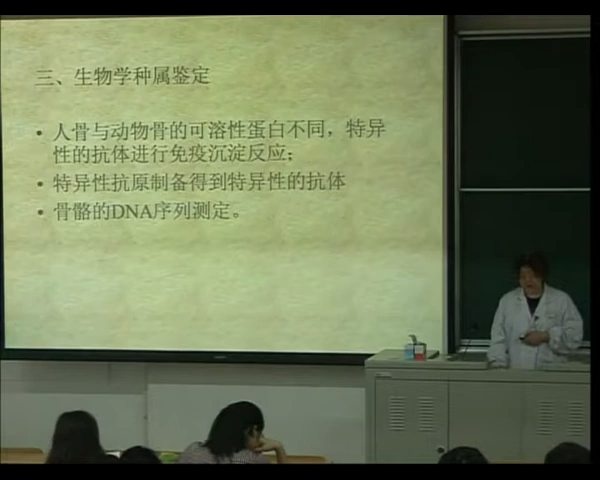 三、生物学种属鉴定
• 人骨与动物骨的可溶性蛋白不同，特异
性的抗体进行免疫沉淀反应；
• 特异性抗原制备得到特异性的抗体
• 骨骼的DNA序列测定。